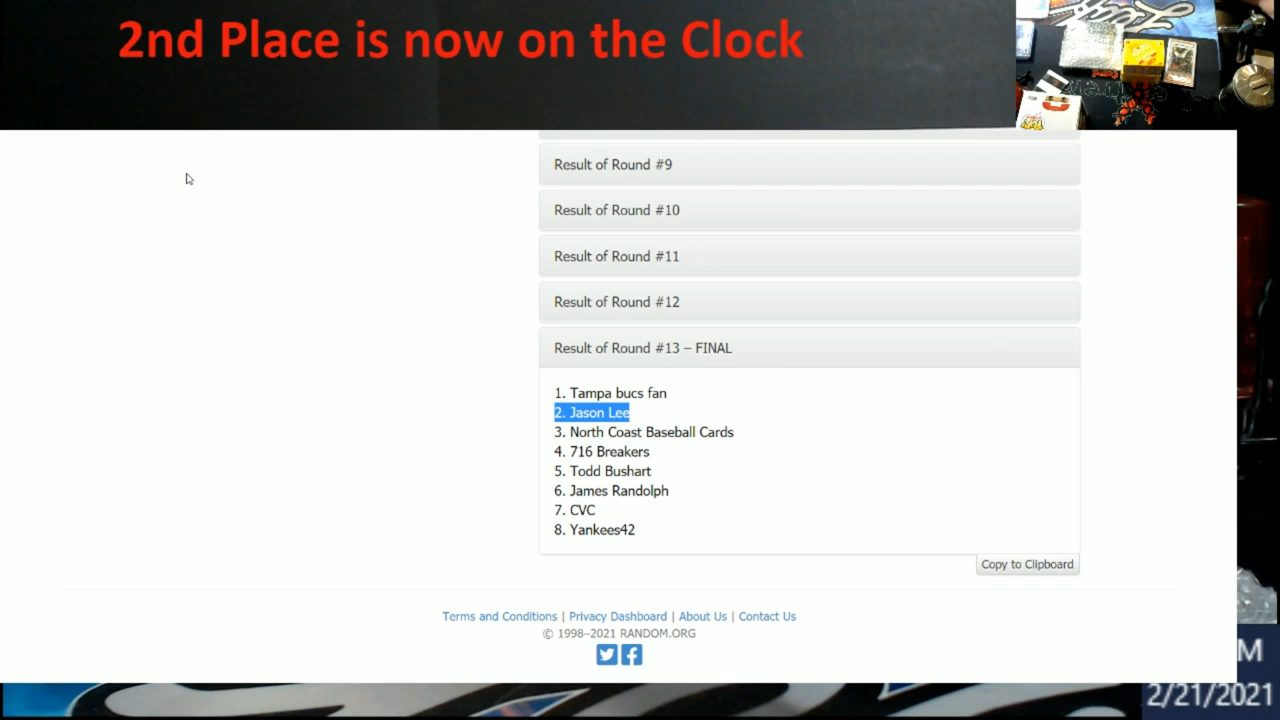 2nd Place is now on the Clock
Result of Round #9
Result of Round #10
Result of Round #11
Result of Round #12
Result of Round #13 – FINAL
1. Tampa bucs fan
2. Jason Lee
3. North Coast Baseball Cards
4. 716 Breakers
5. Todd Bushart
6. James Randolph
7. CVC
8. Yankees42
Copy to Clipboard
Terms and Conditions | Privacy Dashboard | About Us | Contact Us
© 1998–2021 RANDOM.ORG
M
2/21/2021